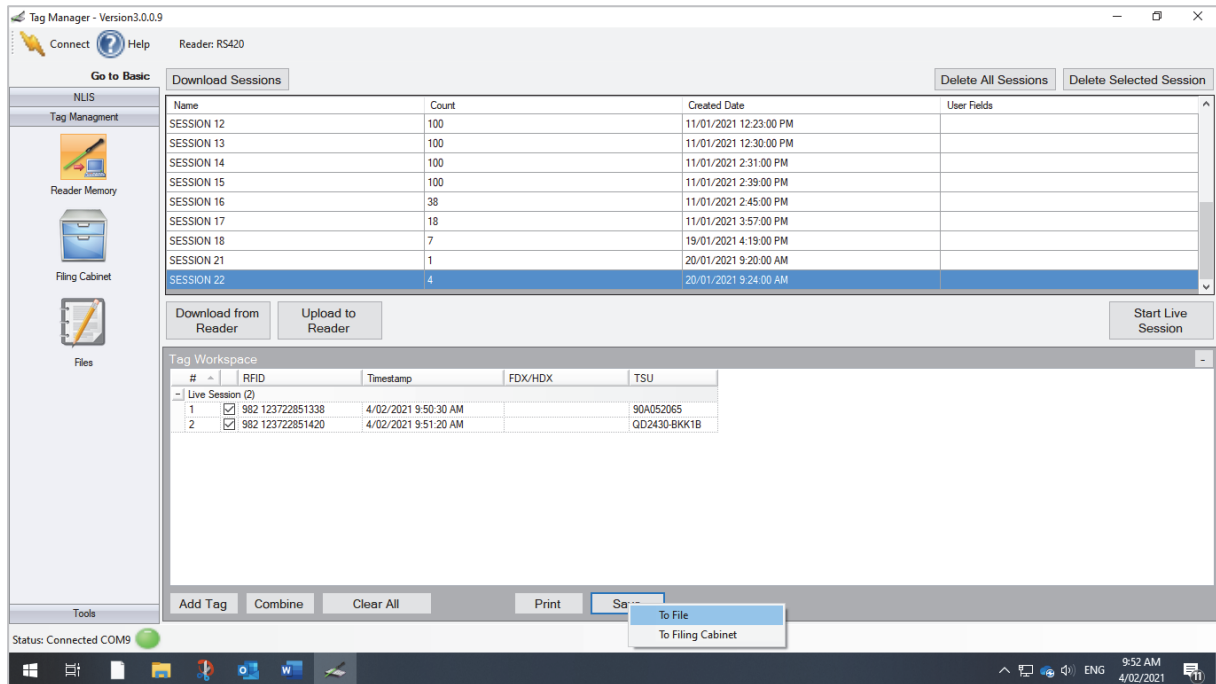 Tag Manager - Version3.0.0.9
Connect Help Reader: RS420
Go to Basic
NLIS
Tag Managment
Reader Memory
Filing Cabinet
Files
Tools
Download Sessions Delete All Sessions Delete Selected Session
Name Count Created Date User Fields
SESSION 12 100 11/01/2021 12:23:00 PM
SESSION 13 100 11/01/2021 12:30:00 PM
SESSION 14 100 11/01/2021 2:31:00 PM
SESSION 15 100 11/01/2021 2:39:00 PM
SESSION 16 38 11/01/2021 2:45:00 PM
SESSION 17 18 11/01/2021 3:57:00 PM
SESSION 18 7 19/01/2021 4:19:00 PM
SESSION 21 1 20/01/2021 9:20:00 AM
SESSION 22 4 20/01/2021 9:24:00 AM
Download from Reader Upload to Reader Start Live Session
Tag Workspace
# RFID Timestamp FDX/HDX TSU
Live Session (2)
1 982 123722851338 4/02/2021 9:50:30 AM 90A052065
2 982 123722851420 4/02/2021 9:51:20 AM QD2430-BKK1B
Add Tag Combine Clear All Print
To File
To Filing Cabinet
Status: Connected COM9
ENG 9:52 AM
4/02/2021
11